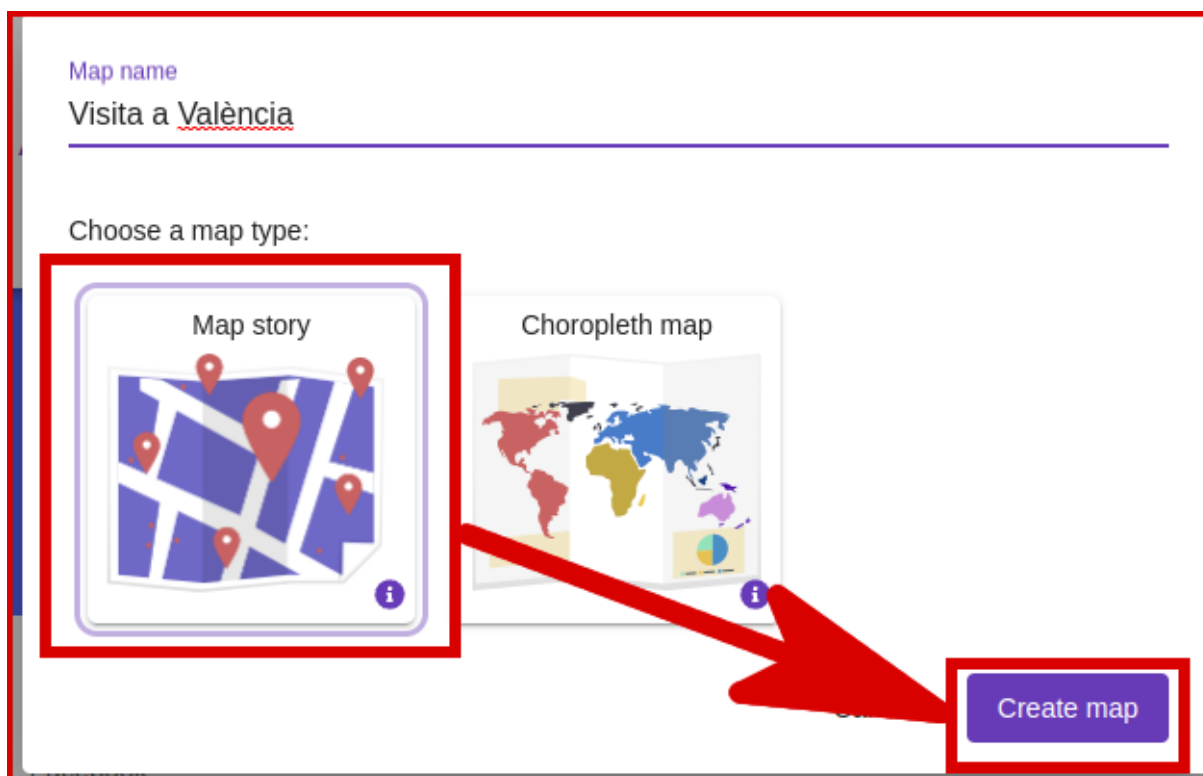 Map name
Visita a València
Choose a map type:
Map story
Choropleth map
Create map